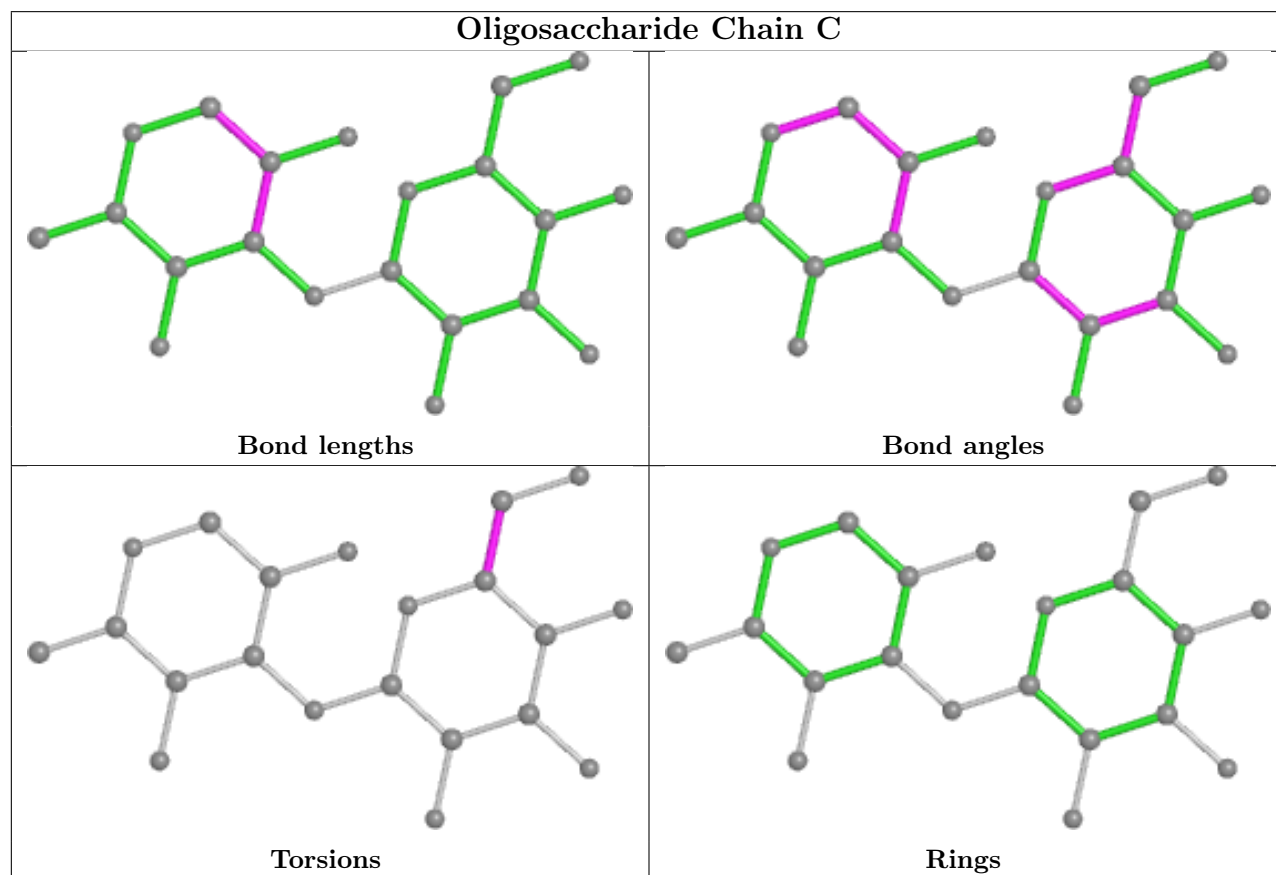 Oligosaccharide Chain C
Bond lengths
Bond angles
Torsions
Rings